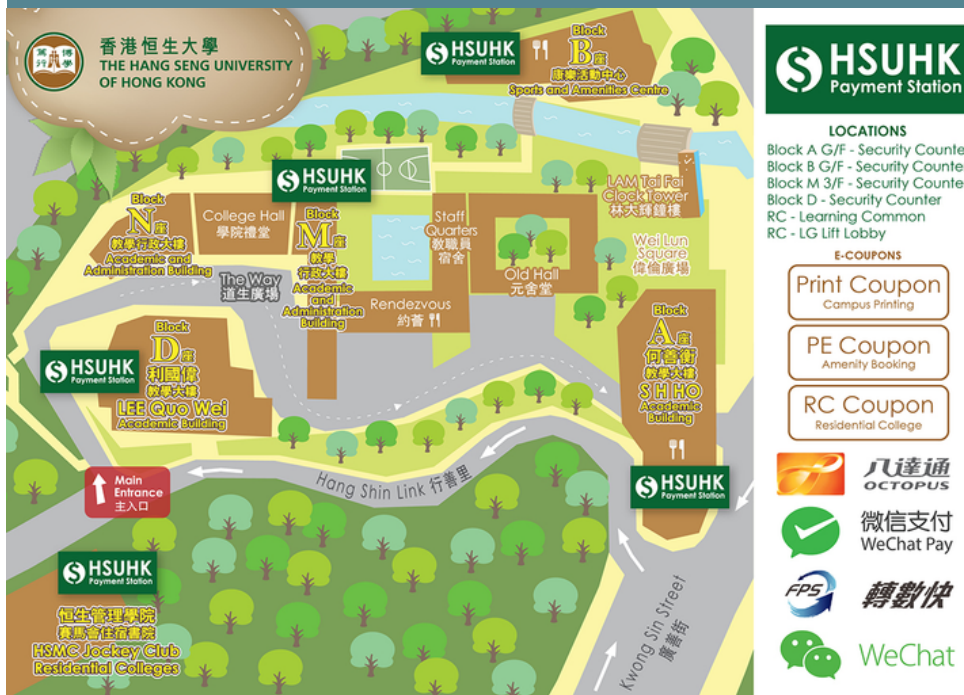 香港恒生大學
THE HANG SENG UNIVERSITY
OF HONG KONG
博學
篤行
HSUHK
Payment Station
Block
B座
康樂活動中心
Sports and Amenities Centre
HSUHK
Payment Station
Block
N座
教學行政大樓
Academic and
Administration Building
College Hall
學院禮堂
Block
M座
教學
行政大樓
Academic
and
Administration
Building
Staff
Quarters
教職員
宿舍
LAM Tai Fai
Clock Tower
林大輝鐘樓
Wei Lun
Square
偉倫廣場
Old Hall
元舍堂
The Way
道生廣場
Rendezvous
約薈
HSUHK
Payment Station
Block
D座
利國偉
教學大樓
LEE Quo Wei
Academic Building
Block
A座
何善衡
教學大樓
S H HO
Academic
Building
HSUHK
Payment Station
Main
Entrance
主入口
Hang Shin Link 行善里
Kwong Sin Street
廣善街
HSUHK
Payment Station
恒生管理學院
賽馬會住宿書院
HSMC Jockey Club
Residential Colleges
HSUHK
Payment Station
LOCATIONS
Block A G/F - Security Counte
Block B G/F - Security Counte
Block M 3/F - Security Counte
Block D - Security Counter
RC - Learning Common
RC - LG Lift Lobby
E-COUPONS
Print Coupon
Campus Printing
PE Coupon
Amenity Booking
RC Coupon
Residential College
八達通
OCTOPUS
微信支付
WeChat Pay
FPS
轉數快
WeChat